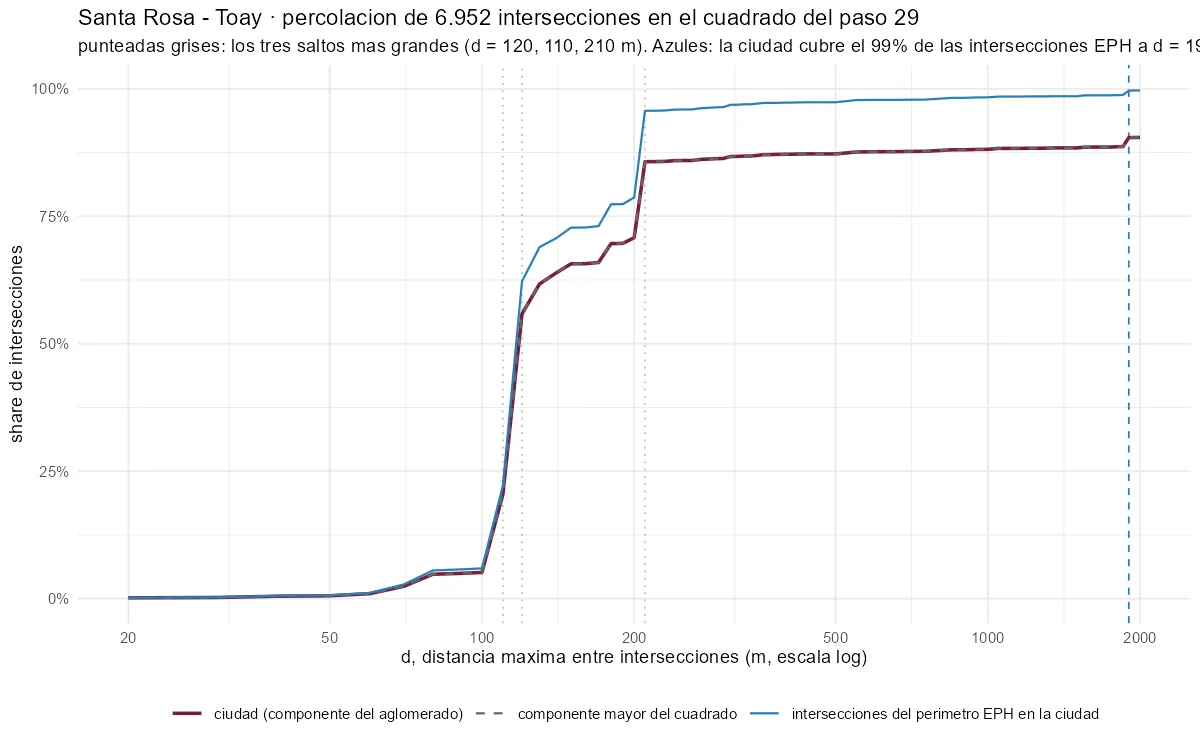 Santa Rosa - Toay · percolacion de 6.952 intersecciones en el cuadrado del paso 29
punteadas grises: los tres saltos mas grandes (d = 120, 110, 210 m). Azules: la ciudad cubre el 99% de las intersecciones EPH a d = 19
100%
75%
50%
25%
0%
share de intersecciones
20 50 100 200 500 1000 2000
d, distancia maxima entre intersecciones (m, escala log)
ciudad (componente del aglomerado) componente mayor del cuadrado intersecciones del perimetro EPH en la ciudad